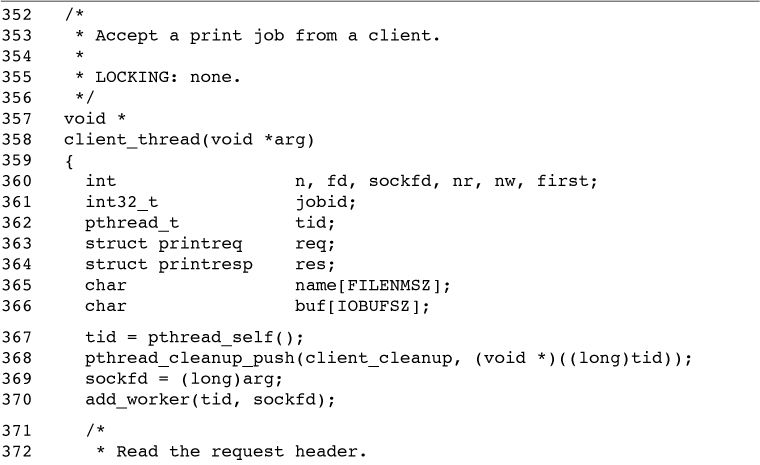 352   /*
353    * Accept a print job from a client.
354    *
355    * LOCKING: none.
356    */
357   void *
358   client_thread(void *arg)
359   {
360     int                 n, fd, sockfd, nr, nw, first;
361     int32_t             jobid;
362     pthread_t           tid;
363     struct printreq     req;
364     struct printresp    res;
365     char                name[FILENMSZ];
366     char                buf[IOBUFSZ];
367     tid = pthread_self();
368     pthread_cleanup_push(client_cleanup, (void *)((long)tid));
369     sockfd = (long)arg;
370     add_worker(tid, sockfd);
371     /*
372      * Read the request header.